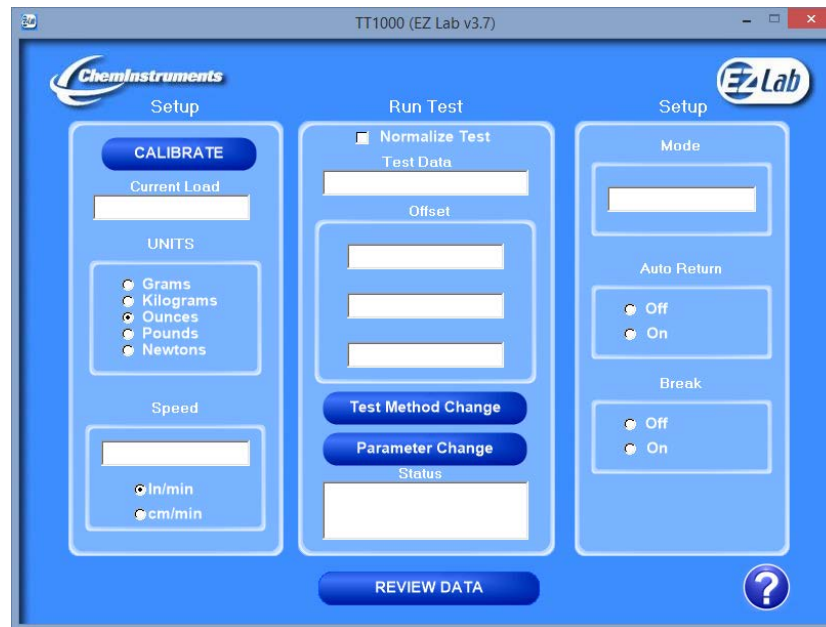 TT1000 (EZ Lab v3.7)
ChemInstruments
EZ Lab
Setup
CALIBRATE
Current Load
UNITS
Grams
Kilograms
Ounces
Pounds
Newtons
Speed
In/min
cm/min
Run Test
Normalize Test
Test Data
Offset
Test Method Change
Parameter Change
Status
REVIEW DATA
Setup
Mode
Auto Return
Off
On
Break
Off
On
?